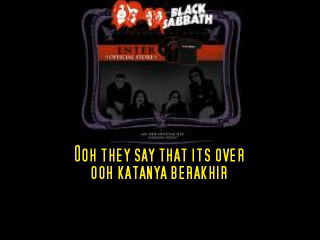 BLACK
SABBATH
ENTER
OFFICIAL STORE
Ooh they say that its over
ooh katanya berakhir